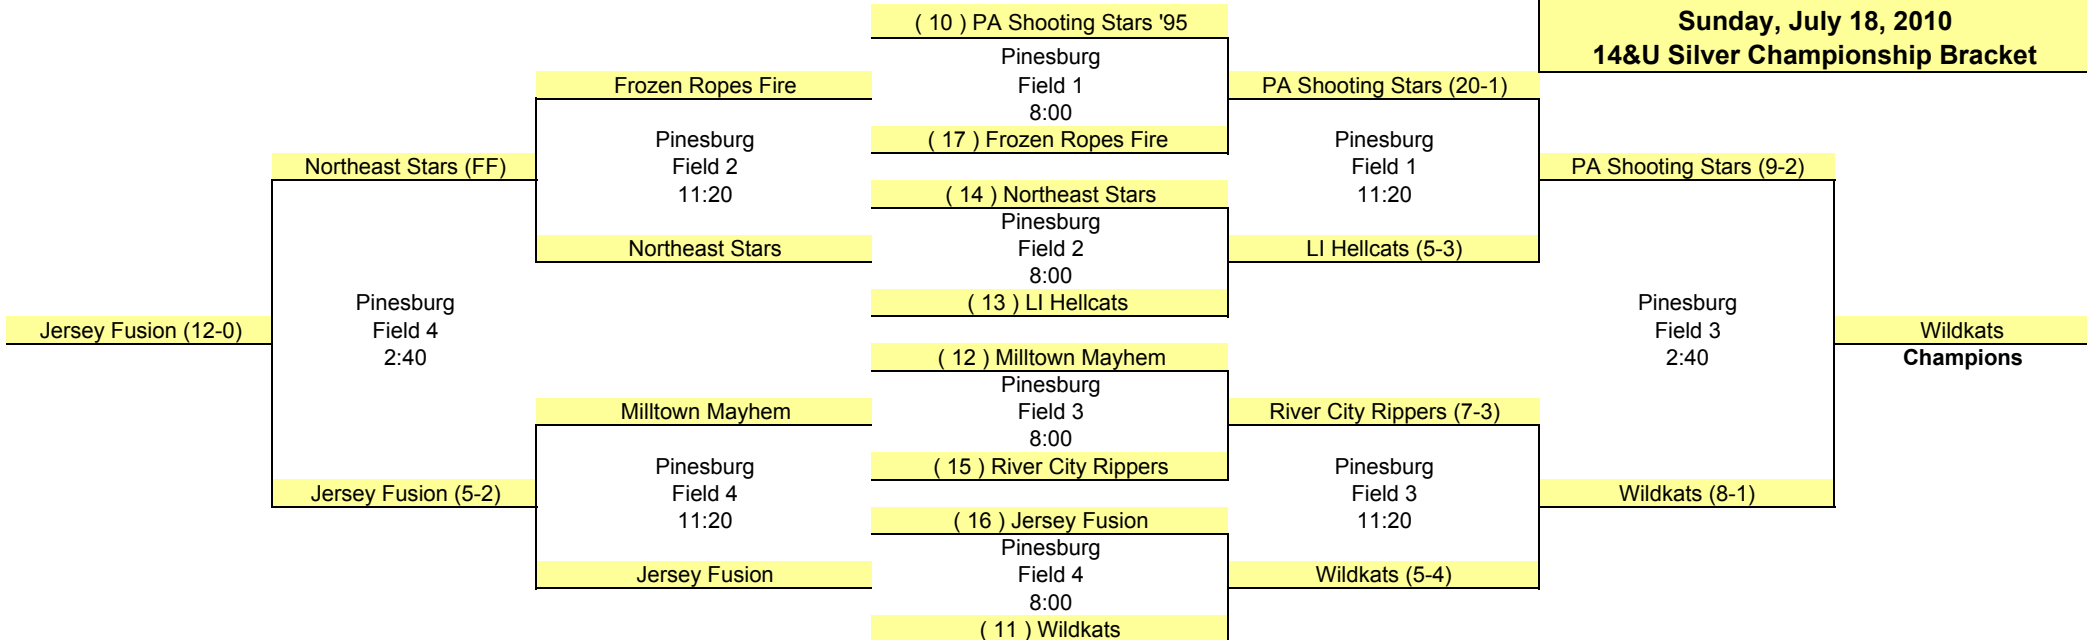 ( 10 ) PA Shooting Stars '95
Sunday, July 18, 2010
14&U Silver Championship Bracket
Pinesburg
Frozen Ropes Fire
Field 1
PA Shooting Stars (20-1)
8:00
Pinesburg
( 17 ) Frozen Ropes Fire
Pinesburg
Northeast Stars (FF)
Field 2
Field 1
PA Shooting Stars (9-2)
11:20
( 14 ) Northeast Stars
11:20
Pinesburg
Northeast Stars
Field 2
LI Hellcats (5-3)
8:00
Pinesburg
( 13 ) LI Hellcats
Pinesburg
Jersey Fusion (12-0)
Field 4
Field 3
Wildkats
2:40
( 12 ) Milltown Mayhem
2:40
Champions
Pinesburg
Milltown Mayhem
Field 3
River City Rippers (7-3)
8:00
Pinesburg
( 15 ) River City Rippers
Pinesburg
Jersey Fusion (5-2)
Field 4
Field 3
Wildkats (8-1)
11:20
( 16 ) Jersey Fusion
11:20
Pinesburg
Jersey Fusion
Field 4
Wildkats (5-4)
8:00
( 11 ) Wildkats